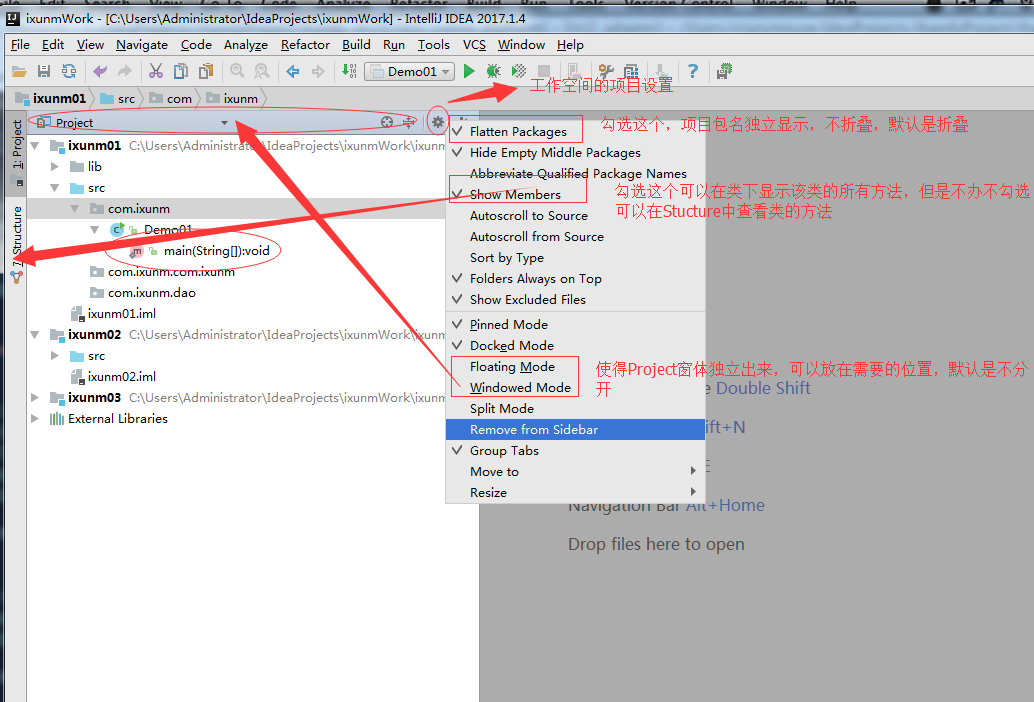 ixunmWork - [C:\Users\Administrator\IdeaProjects\ixunmWork] - IntelliJ IDEA 2017.1.4
File Edit View Navigate Code Analyze Refactor Build Run Tools VCS Window Help
Demo01
工作空间的项目设置
ixunm01 src com ixunm
Project
1: Project
7: Structure
ixunm01 C:\Users\Administrator\IdeaProjects\ixunmWork\ixunm
lib
src
com.ixunm
Demo01
main(String[]):void
com.ixunm.com.ixunm
com.ixunm.dao
ixunm01.iml
ixunm02 C:\Users\Administrator\IdeaProjects\ixunmWork\ixunm
src
ixunm02.iml
ixunm03 C:\Users\Administrator\IdeaProjects\ixunmWork\ixunm
External Libraries
Flatten Packages
勾选这个，项目包名独立显示，不折叠，默认是折叠
Hide Empty Middle Packages
Abbreviate Qualified Package Names
Show Members
勾选这个可以在类下显示该类的所有方法，但是不办不勾选
可以在Stucture中查看类的方法
Autoscroll to Source
Autoscroll from Source
Sort by Type
Folders Always on Top
Show Excluded Files
Pinned Mode
Docked Mode
Floating Mode
Windowed Mode
使得Project窗体独立出来，可以放在需要的位置，默认是不分
开
Split Mode
Remove from Sidebar
Group Tabs
Move to
Resize
e Double Shift
ift+N
E
Navigation Bar Alt+Home
Drop files here to open